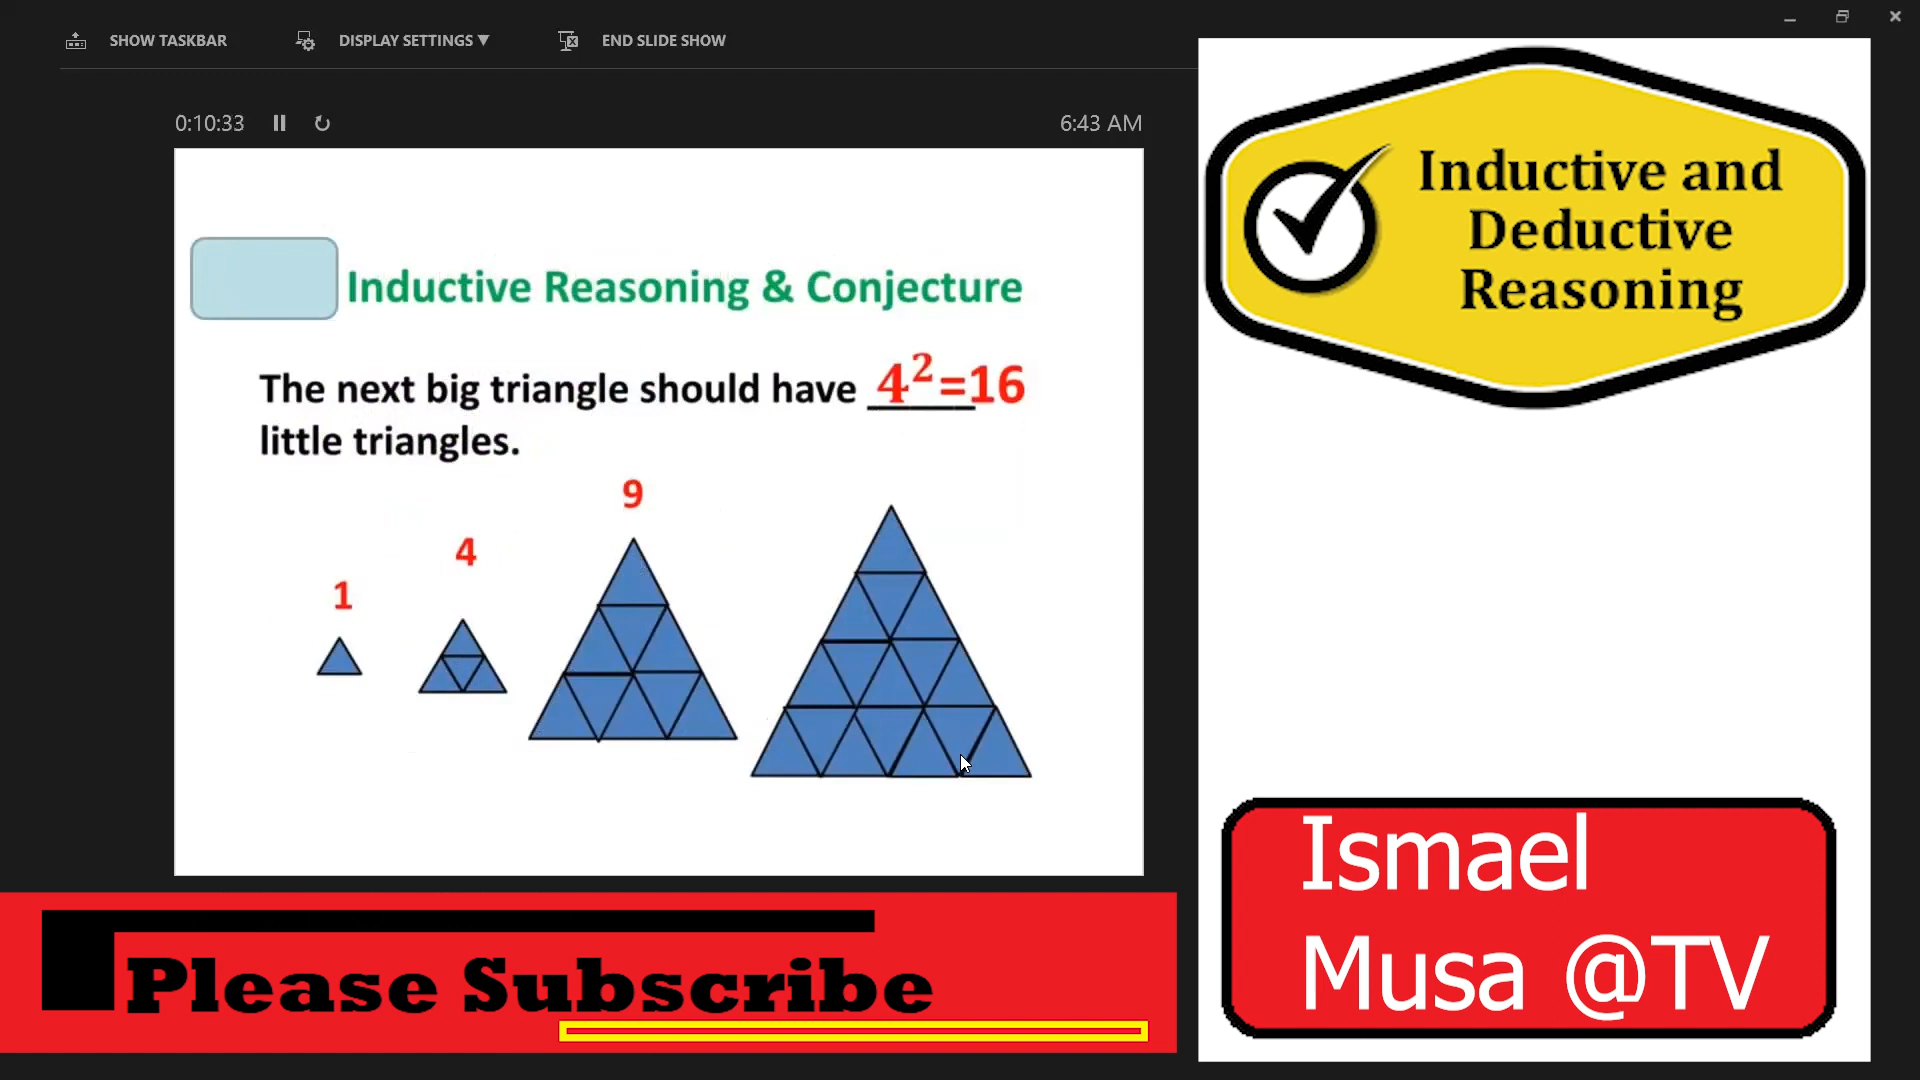 SHOW TASKBAR
DISPLAY SETTINGS ▼
END SLIDE SHOW
0:10:33
6:43 AM
Inductive Reasoning & Conjecture
The next big triangle should have 4²=16
little triangles.
1
4
9
Inductive and
Deductive
Reasoning
Ismael
Musa @TV
Please Subscribe